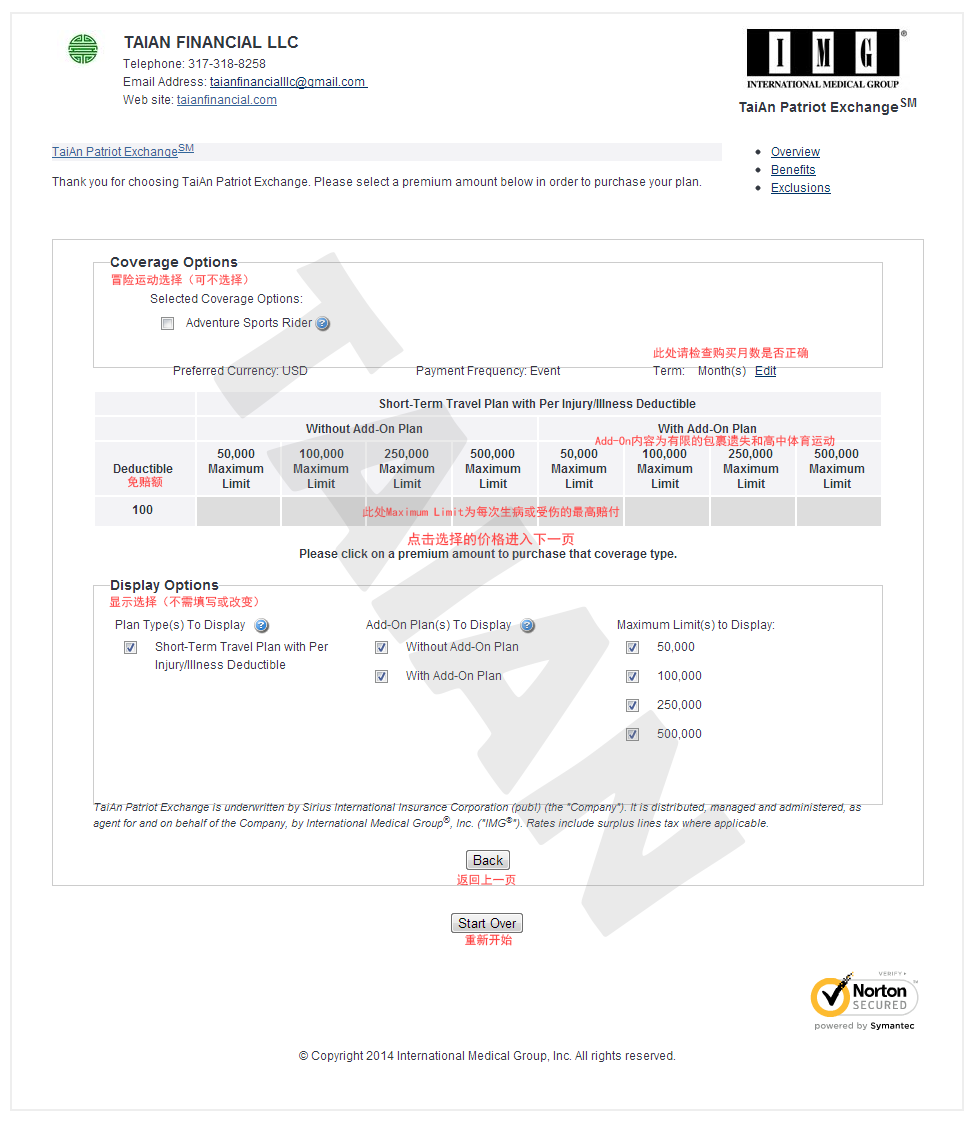 TAIAN FINANCIAL LLC
Telephone: 317-318-8258
Email Address: taianfinancialllc@gmail.com
Web site: taianfinancial.com
IMG®
INTERNATIONAL MEDICAL GROUP
TaiAn Patriot ExchangeSM
TaiAn Patriot ExchangeSM
Thank you for choosing TaiAn Patriot Exchange. Please select a premium amount below in order to purchase your plan.
Overview
Benefits
Exclusions
Coverage Options
冒险运动选择（可不选择）
Selected Coverage Options:
Adventure Sports Rider ?
此处请检查购买月数是否正确
Preferred Currency: USD Payment Frequency: Event Term: Month(s) Edit
Short-Term Travel Plan with Per Injury/Illness Deductible
Without Add-On Plan With Add-On Plan
Add-On内容为有限的包裹遗失和高中体育运动
Deductible 50,000 Maximum Limit 100,000 Maximum Limit 250,000 Maximum Limit 500,000 Maximum Limit 50,000 Maximum Limit 100,000 Maximum Limit 250,000 Maximum Limit 500,000 Maximum Limit
免赔额
100
此处Maximum Limit为每次生病或受伤的最高赔付
点击选择的价格进入下一页
Please click on a premium amount to purchase that coverage type.
Display Options
显示选择（不需填写或改变）
Plan Type(s) To Display ? Add-On Plan(s) To Display ? Maximum Limit(s) to Display:
Short-Term Travel Plan with Per Without Add-On Plan 50,000
Injury/Illness Deductible
With Add-On Plan 100,000
250,000
500,000
TaiAn Patriot Exchange is underwritten by Sirius International Insurance Corporation (publ) (the "Company"). It is distributed, managed and administered, as
agent for and on behalf of the Company, by International Medical Group®, Inc. ("IMG®"). Rates include surplus lines tax where applicable.
Back
返回上一页
Start Over
重新开始
VERIFY
Norton™
SECURED
powered by Symantec
© Copyright 2014 International Medical Group, Inc. All rights reserved.
TAIAN